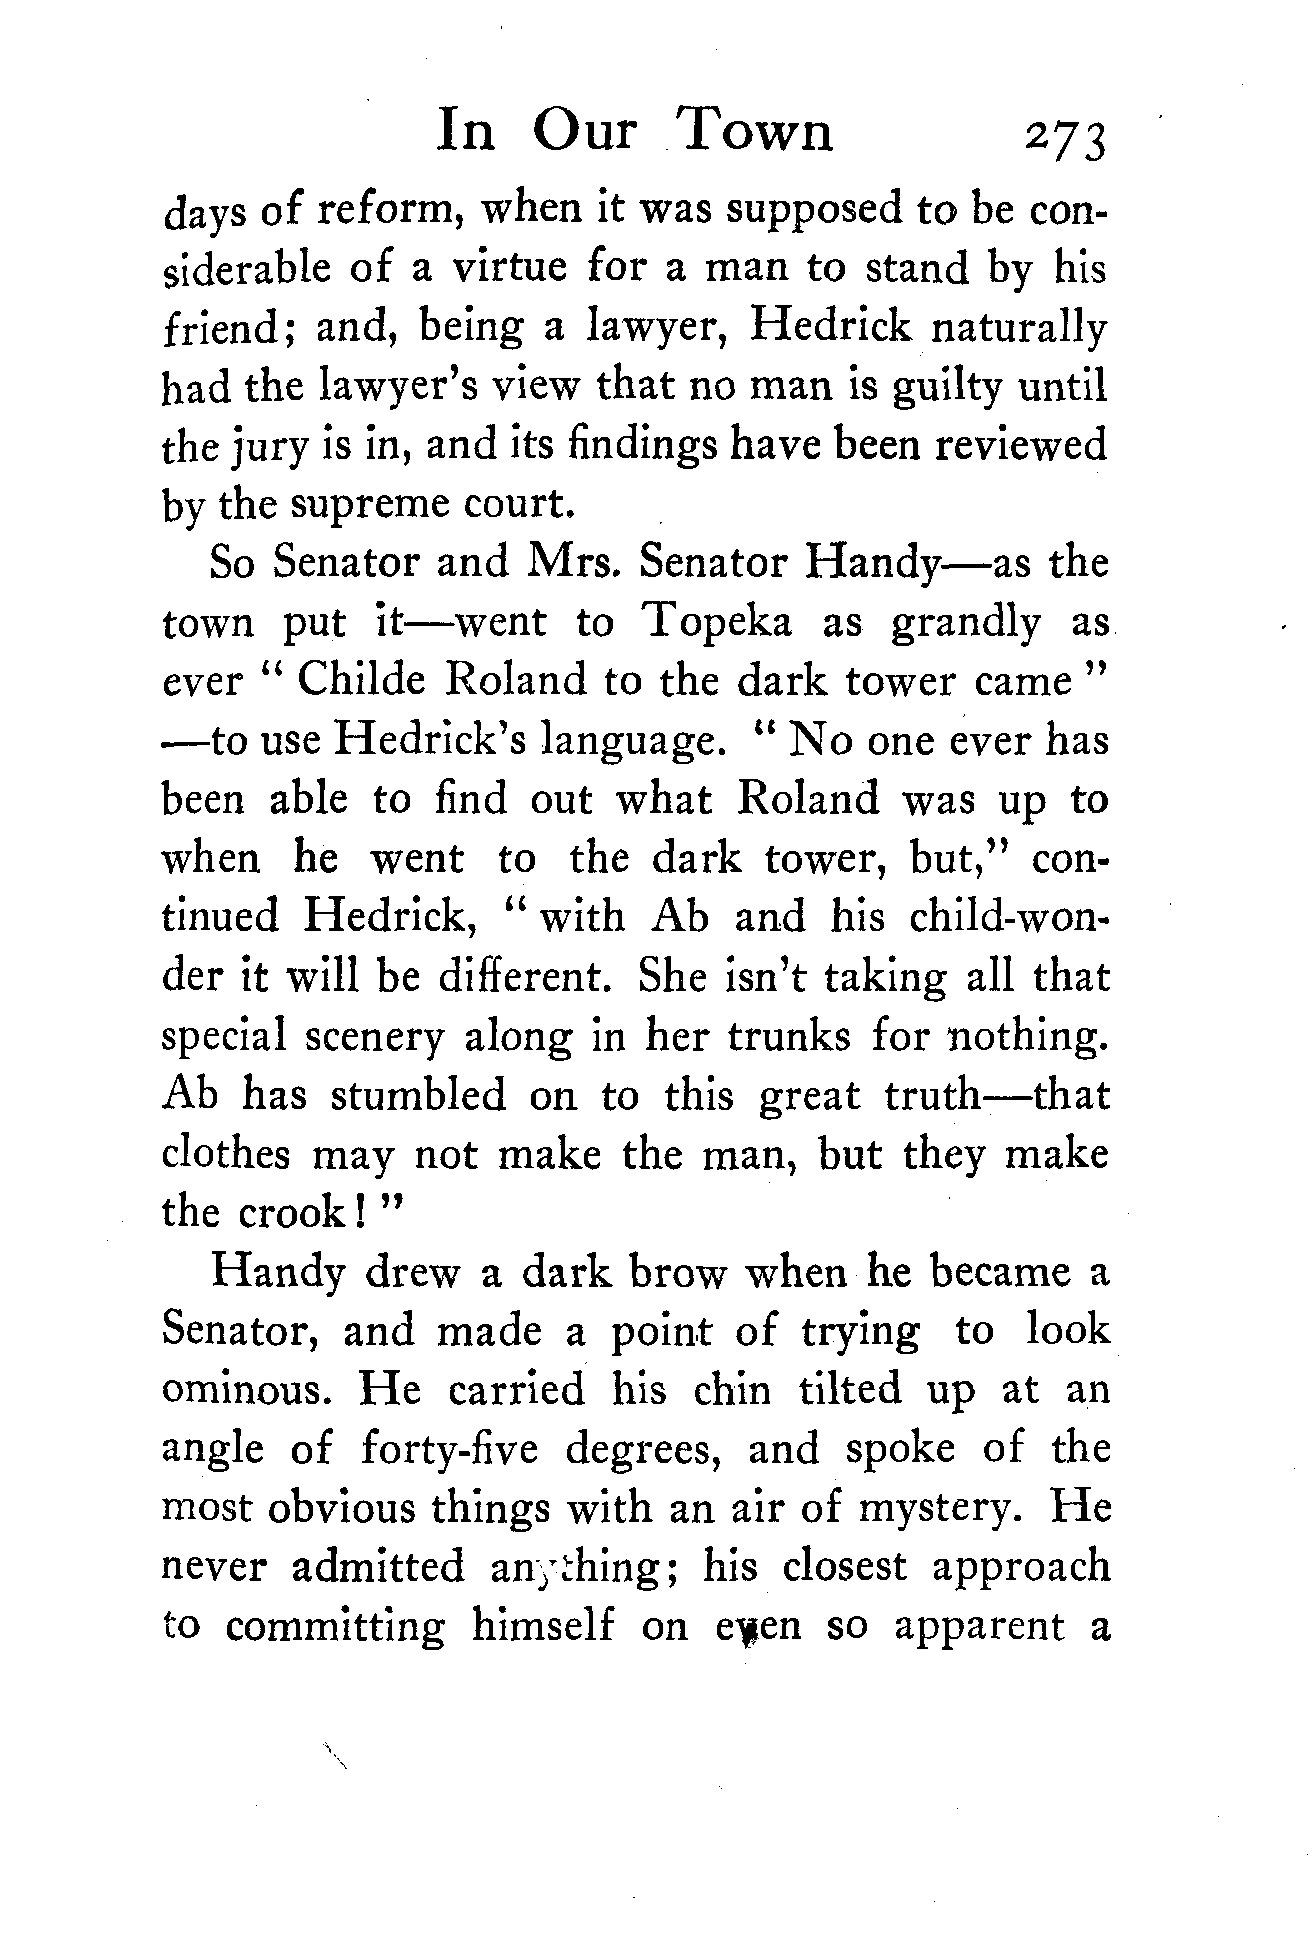 In Our Town 273
days of reform, when it was supposed to be con-
siderable of a virtue for a man to stand by his
friend; and, being a lawyer, Hedrick naturally
had the lawyer's view that no man is guilty until
the jury is in, and its findings have been reviewed
by the supreme court.
So Senator and Mrs. Senator Handy—as the
town put it—went to Topeka as grandly as
ever " Childe Roland to the dark tower came "
—to use Hedrick's language. " No one ever has
been able to find out what Roland was up to
when he went to the dark tower, but," con-
tinued Hedrick, " with Ab and his child-won-
der it will be different. She isn't taking all that
special scenery along in her trunks for nothing.
Ab has stumbled on to this great truth—that
clothes may not make the man, but they make
the crook! "
Handy drew a dark brow when he became a
Senator, and made a point of trying to look
ominous. He carried his chin tilted up at an
angle of forty-five degrees, and spoke of the
most obvious things with an air of mystery. He
never admitted anything; his closest approach
to committing himself on even so apparent a